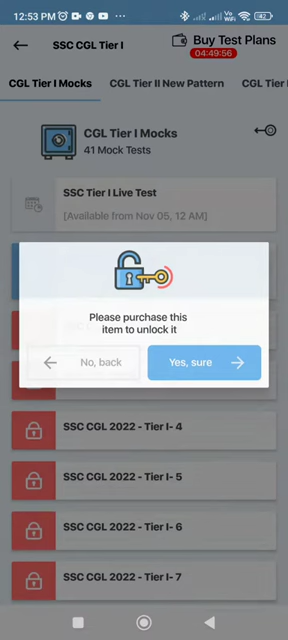 12:53 PM
Vo
WiFi
42
SSC CGL Tier I
Buy Test Plans
04:49:56
CGL Tier I Mocks
CGL Tier II New Pattern
CGL Tier I
CGL Tier I Mocks
41 Mock Tests
SSC Tier I Live Test
[Available from Nov 05, 12 AM]
Please purchase this
item to unlock it
No, back
Yes, sure
SSC CGL 2022 - Tier I- 4
SSC CGL 2022 - Tier I- 5
SSC CGL 2022 - Tier I- 6
SSC CGL 2022 - Tier I- 7